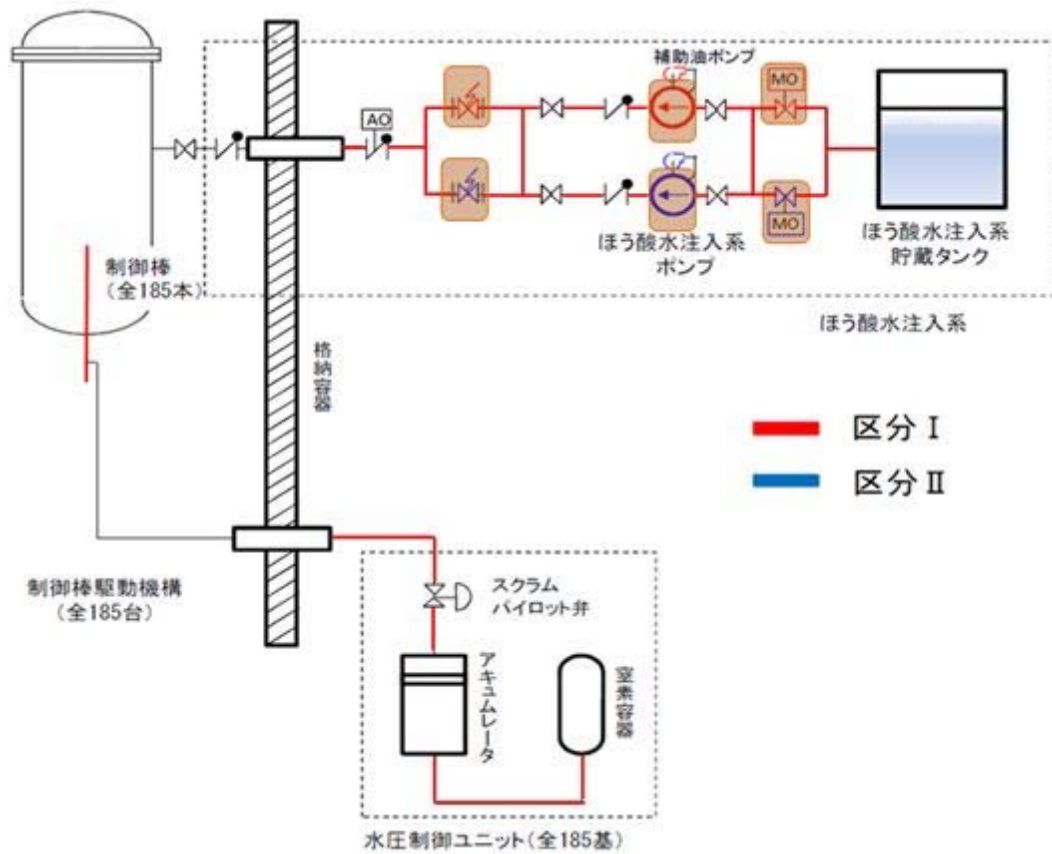 補助油ポンプ
MO
AO
MO
ほう酸水注入系
ポンプ
ほう酸水注入系
貯蔵タンク
制御棒
(全185本)
ほう酸水注入系
格納容器
区分Ⅰ
区分Ⅱ
制御棒駆動機構
(全185台)
スクラム
パイロット弁
アキュムレータ
窒素容器
水圧制御ユニット(全185基)